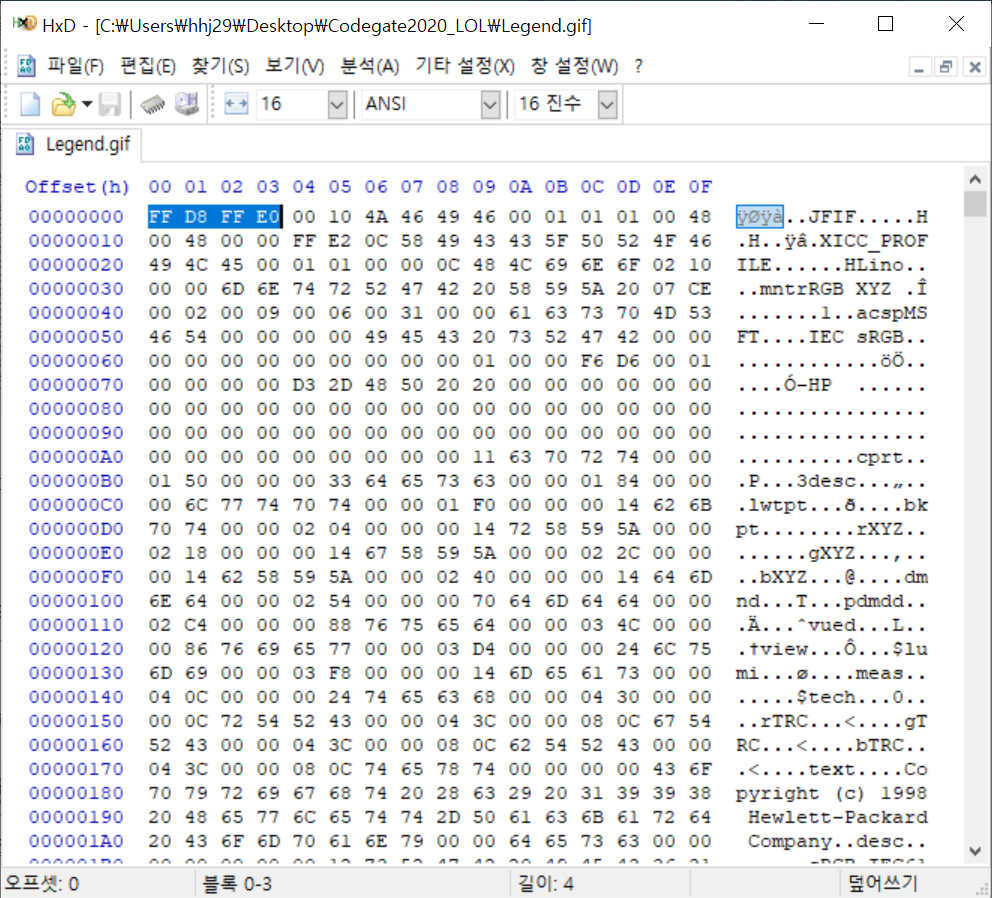 HxD - [C:₩Users₩hhj29₩Desktop₩Codegate2020_LOL₩Legend.gif]
파일(F) 편집(E) 찾기(S) 보기(V) 분석(A) 기타 설정(X) 창 설정(W) ?
16 ANSI 16 진수
Legend.gif
Offset(h) 00 01 02 03 04 05 06 07 08 09 0A 0B 0C 0D 0E 0F
00000000 FF D8 FF E0 00 10 4A 46 49 46 00 01 01 01 00 48 ÿØÿà..JFIF.....H
00000010 00 48 00 00 FF E2 0C 58 49 43 43 5F 50 52 4F 46 .H..ÿâ.XICC_PROF
00000020 49 4C 45 00 01 01 00 00 0C 48 4C 69 6E 6F 02 10 ILE......HLino..
00000030 00 00 6D 6E 74 72 52 47 42 20 58 59 5A 20 07 CE ..mntrRGB XYZ .Î
00000040 00 02 00 09 00 06 00 31 00 00 61 63 73 70 4D 53 .......1..acspMS
00000050 46 54 00 00 00 00 49 45 43 20 73 52 47 42 00 00 FT....IEC sRGB..
00000060 00 00 00 00 00 00 00 00 00 01 00 00 F6 D6 00 01 ............öÖ..
00000070 00 00 00 00 D3 2D 48 50 20 20 00 00 00 00 00 00 ....Ó-HP  ......
00000080 00 00 00 00 00 00 00 00 00 00 00 00 00 00 00 00 ................
00000090 00 00 00 00 00 00 00 00 00 00 00 00 00 00 00 00 ................
000000A0 00 00 00 00 00 00 00 00 00 11 63 70 72 74 00 00 ..........cprt..
000000B0 01 50 00 00 00 33 64 65 73 63 00 00 01 84 00 00 .P...3desc...„..
000000C0 00 6C 77 74 70 74 00 00 01 F0 00 00 00 14 62 6B .lwtpt...ð....bk
000000D0 70 74 00 00 02 04 00 00 00 14 72 58 59 5A 00 00 pt........rXYZ..
000000E0 02 18 00 00 00 14 67 58 59 5A 00 00 02 2C 00 00 ......gXYZ...,..
000000F0 00 14 62 58 59 5A 00 00 02 40 00 00 00 14 64 6D ..bXYZ...@....dm
00000100 6E 64 00 00 02 54 00 00 00 70 64 6D 64 64 00 00 nd...T...pdmdd..
00000110 02 C4 00 00 00 88 76 75 65 64 00 00 03 4C 00 00 .Ä...ˆvued...L..
00000120 00 86 76 69 65 77 00 00 03 D4 00 00 00 24 6C 75 .†view...Ô...$lu
00000130 6D 69 00 00 03 F8 00 00 00 14 6D 65 61 73 00 00 mi...ø....meas..
00000140 04 0C 00 00 00 24 74 65 63 68 00 00 04 30 00 00 .....$tech...0..
00000150 00 0C 72 54 52 43 00 00 04 3C 00 00 08 0C 67 54 ..rTRC...<....gT
00000160 52 43 00 00 04 3C 00 00 08 0C 62 54 52 43 00 00 RC...<....bTRC..
00000170 04 3C 00 00 08 0C 74 65 78 74 00 00 00 00 43 6F .<....text....Co
00000180 70 79 72 69 67 68 74 20 28 63 29 20 31 39 39 38 pyright (c) 1998
00000190 20 48 65 77 6C 65 74 74 2D 50 61 63 6B 61 72 64  Hewlett-Packard
000001A0 20 43 6F 6D 70 61 6E 79 00 00 64 65 73 63 00 00  Company..desc..
오프셋: 0 블록 0-3 길이: 4 덮어쓰기